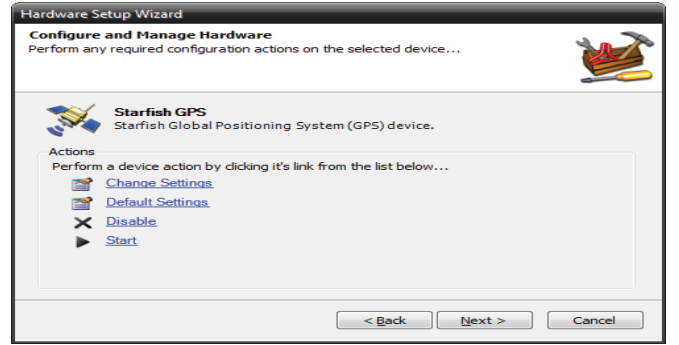 Hardware Setup Wizard
Configure and Manage Hardware
Perform any required configuration actions on the selected device...
Starfish GPS
Starfish Global Positioning System (GPS) device.
Actions
Perform a device action by clicking it's link from the list below...
Change Settings
Default Settings
Disable
Start
< Back
Next >
Cancel